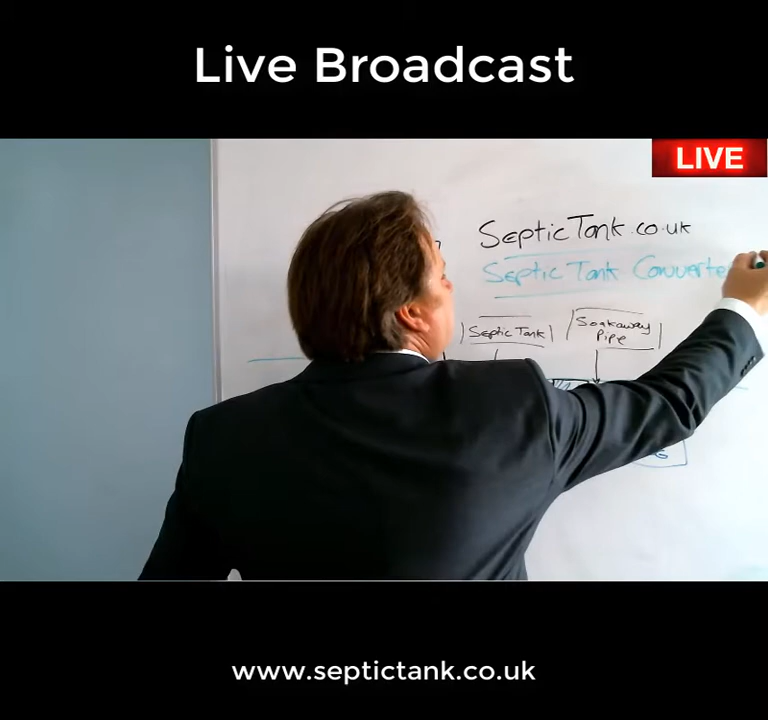 Live Broadcast
LIVE
SepticTank.co.uk
Septic Tank Converte
Septic Tank
Soakaway
Pipe
www.septictank.co.uk